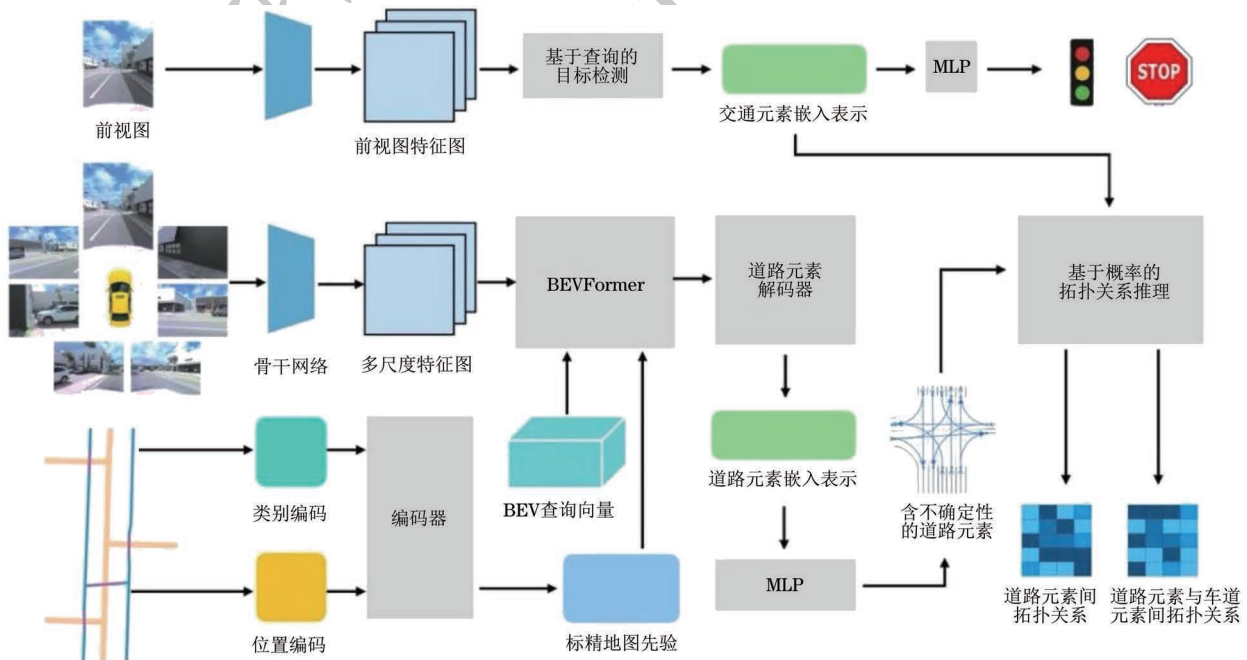 基于查询的
目标检测
MLP
STOP
前视图
前视图特征图
交通元素嵌入表示
BEVFormer
道路元素
解码器
基于概率的
拓扑关系推理
骨干网络
多尺度特征图
类别编码
编码器
BEV查询向量
道路元素嵌入表示
含不确定性
的道路元素
MLP
位置编码
标精地图先验
道路元素间
拓扑关系
道路元素与车道
元素间拓扑关系